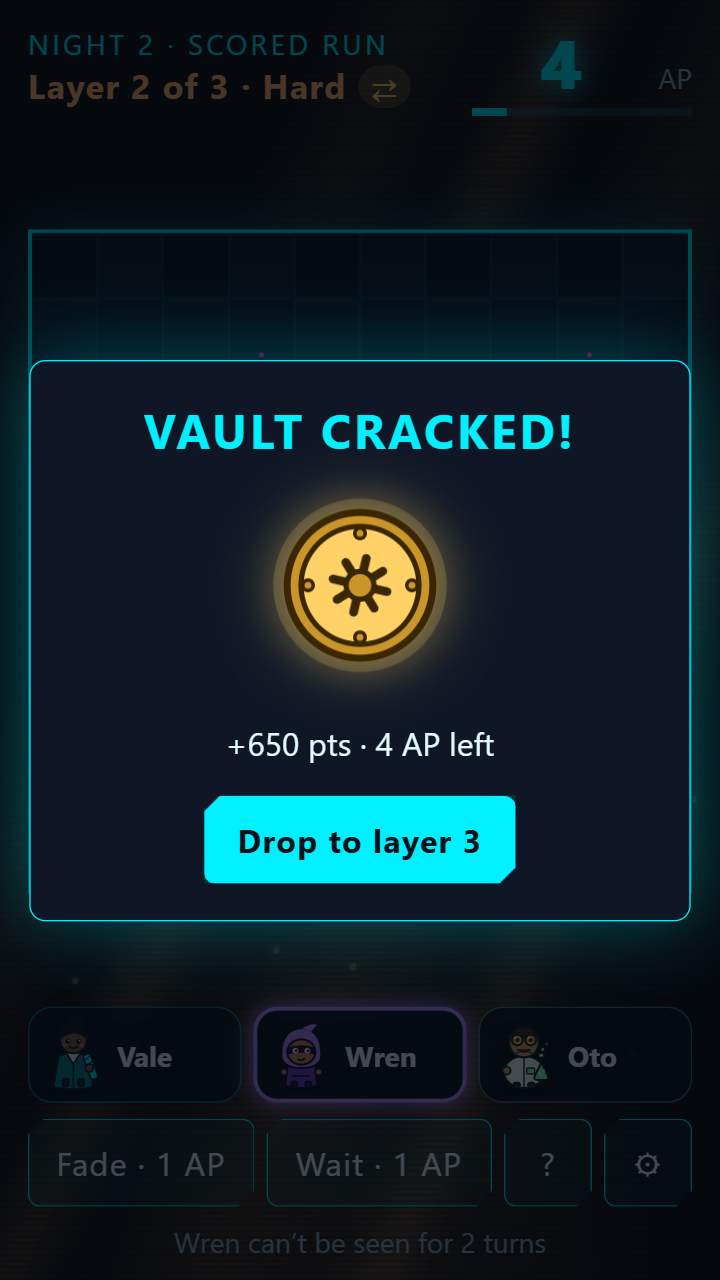 NIGHT 2 · SCORED RUN
Layer 2 of 3 · Hard ⇄
4 AP
VAULT CRACKED!
+650 pts · 4 AP left
Drop to layer 3
Vale
Wren
Oto
Fade · 1 AP
Wait · 1 AP
?
Wren can’t be seen for 2 turns